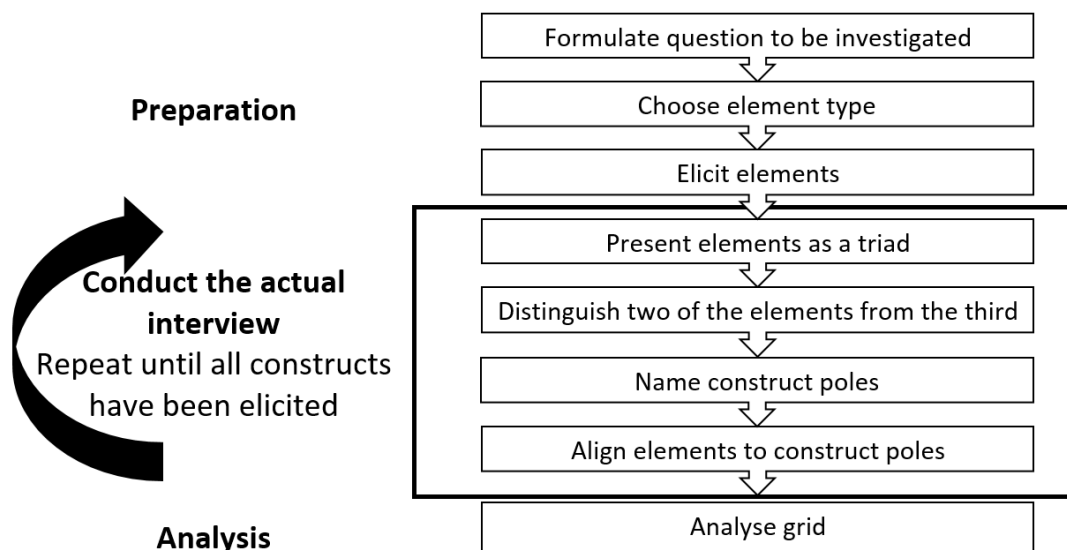 Formulate question to be investigated
Preparation
Choose element type
Elicit elements
Present elements as a triad
Conduct the actual
interview
Repeat until all constructs
have been elicited
Distinguish two of the elements from the third
Name construct poles
Align elements to construct poles
Analysis
Analyse grid